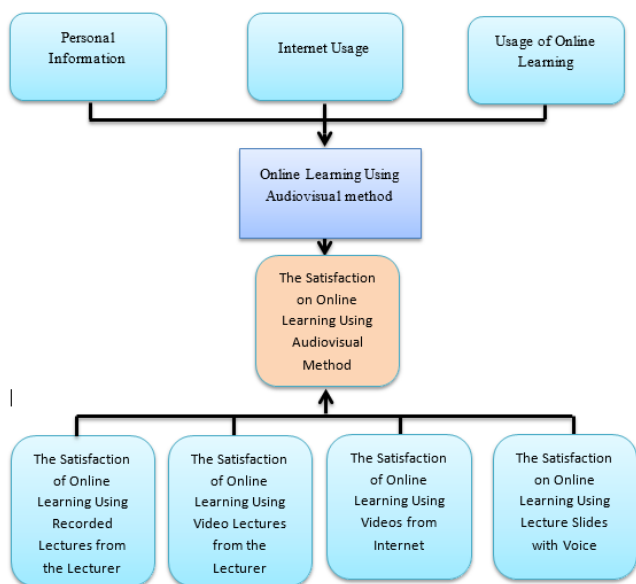 Personal
Information
Internet Usage
Usage of Online
Learning
Online Learning Using
Audiovisual method
The Satisfaction
on Online
Learning Using
Audiovisual
Method
The Satisfaction
of Online
Learning Using
Recorded
Lectures from
the Lecturer
The Satisfaction
of Online
Learning Using
Video Lectures
from the
Lecturer
The Satisfaction
of Online
Learning Using
Videos from
Internet
The Satisfaction
on Online
Learning Using
Lecture Slides
with Voice